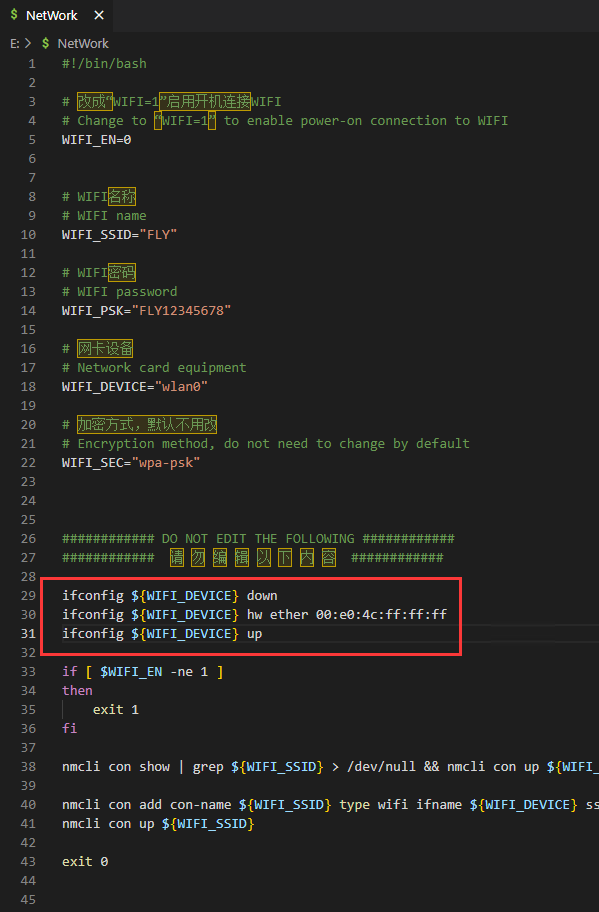 $ NetWork ×
E: > $ NetWork
1 #!/bin/bash
2
3 # 改成“WIFI=1”启用开机连接WIFI
4 # Change to “WIFI=1” to enable power-on connection to WIFI
5 WIFI_EN=0
6
7
8 # WIFI名称
9 # WIFI name
10 WIFI_SSID="FLY"
11
12 # WIFI密码
13 # WIFI password
14 WIFI_PSK="FLY12345678"
15
16 # 网卡设备
17 # Network card equipment
18 WIFI_DEVICE="wlan0"
19
20 # 加密方式，默认不用改
21 # Encryption method, do not need to change by default
22 WIFI_SEC="wpa-psk"
23
24
25
26 ############ DO NOT EDIT THE FOLLOWING ############
27 ############ 请 勿 编 辑 以 下 内 容 ############
28
29 ifconfig ${WIFI_DEVICE} down
30 ifconfig ${WIFI_DEVICE} hw ether 00:e0:4c:ff:ff:ff
31 ifconfig ${WIFI_DEVICE} up
32
33 if [ $WIFI_EN -ne 1 ]
34 then
35 exit 1
36 fi
37
38 nmcli con show | grep ${WIFI_SSID} > /dev/null && nmcli con up ${WIFI_
39
40 nmcli con add con-name ${WIFI_SSID} type wifi ifname ${WIFI_DEVICE} ss
41 nmcli con up ${WIFI_SSID}
42
43 exit 0
44
45